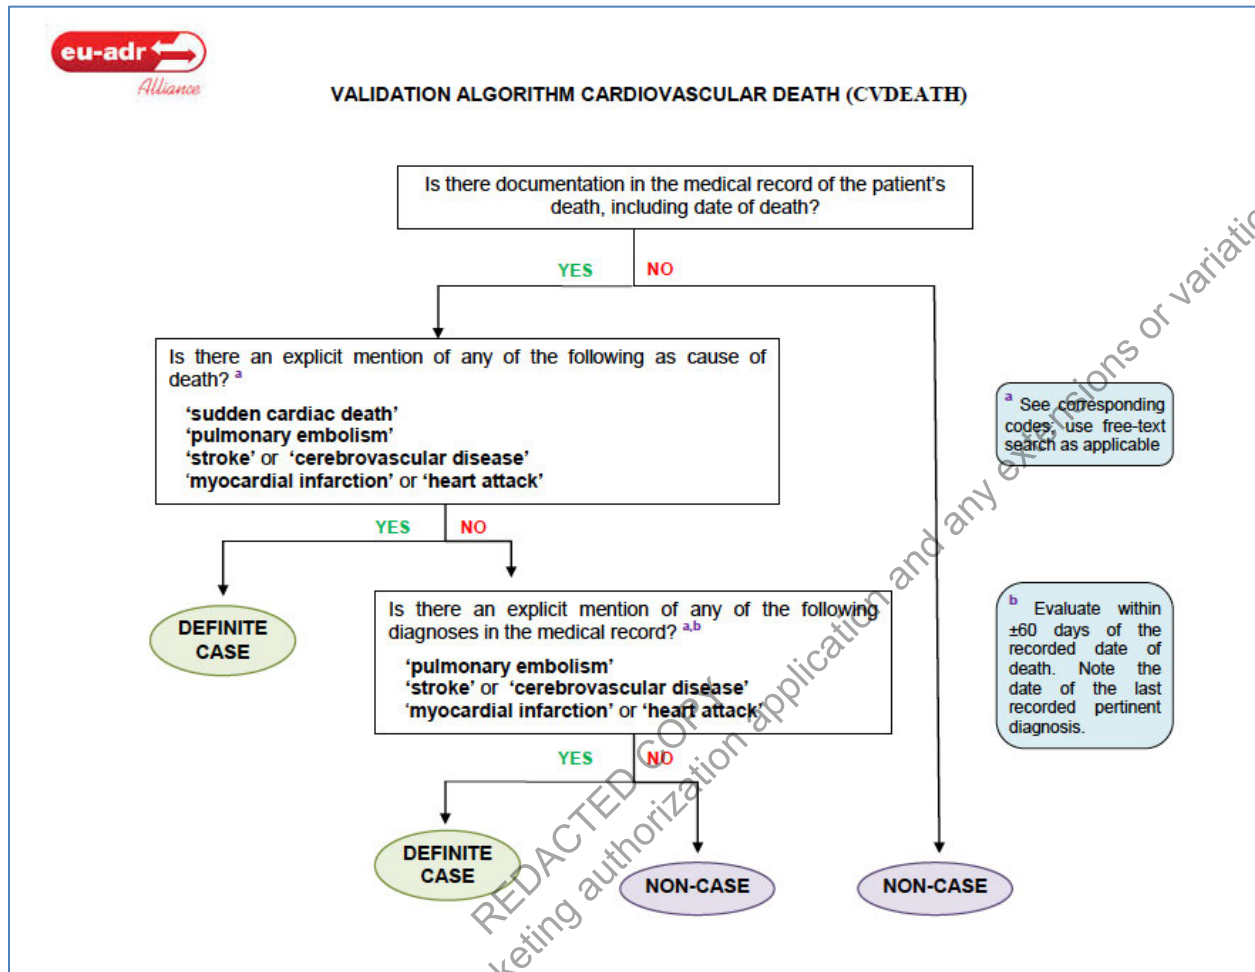 eu-adr
Alliance
VALIDATION ALGORITHM CARDIOVASCULAR DEATH (CVDEATH)
Is there documentation in the medical record of the patient's
death, including date of death?
YES NO
Is there an explicit mention of any of the following as cause of
death? a
'sudden cardiac death'
'pulmonary embolism'
'stroke' or 'cerebrovascular disease'
'myocardial infarction' or 'heart attack'
a See corresponding
codes; use free-text
search as applicable
YES NO
DEFINITE
CASE
Is there an explicit mention of any of the following
diagnoses in the medical record? a,b
'pulmonary embolism'
'stroke' or 'cerebrovascular disease'
'myocardial infarction' or 'heart attack'
b Evaluate within
±60 days of the
recorded date of
death. Note the
date of the last
recorded pertinent
diagnosis.
YES NO
DEFINITE
CASE
NON-CASE
NON-CASE
REDACTED COPY
keting authorization application and any extensions or variatio